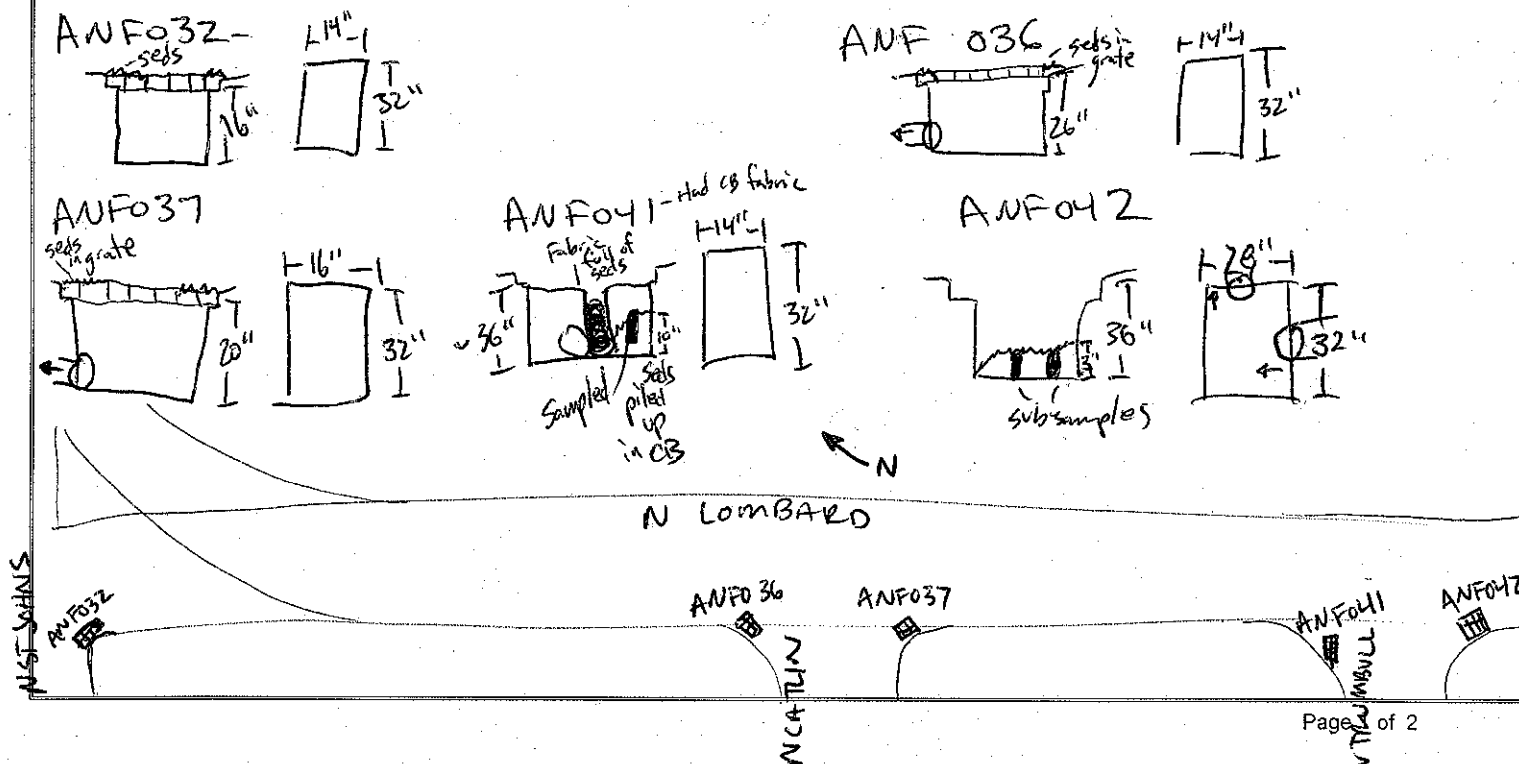 ANF032-
seds
14"
16"
32"
ANF 036
seds in
grate
14"
26"
32"
ANF037
seds
in grate
16"
20"
32"
ANF041 - Had CB fabric
Fabric
full of
seds
14"
36"
10"
32"
Sampled
seds
piled
up
in CB
ANF042
28"
36"
3"
32"
subsamples
N
N LOMBARD
N ST JOHNS
ANF032
ANF036
ANF037
ANF041
ANF042
N CATLIN
N TRUMBULL
Page of 2